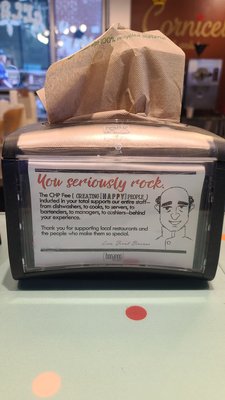 Cornice
You seriously rock.
The CHP Fee [ CREATING HAPPY PEOPLE ]
included in your total supports our entire staff—
from dishwashers, to cooks, to servers, to
bartenders, to managers, to cashiers—behind
your experience.
Thank you for supporting local restaurants and
the people who make them so special.
Love,